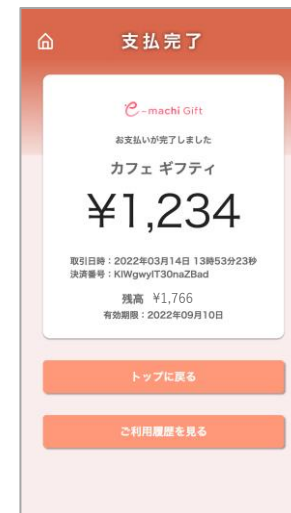 支払完了
e-machi Gift
お支払いが完了しました
カフェ ギフティ
¥1,234
取引日時：2022年03月14日 13時53分23秒
決済番号：KlWgwylT30naZBad
残高 ¥1,766
有効期限：2022年09月10日
トップに戻る
ご利用履歴を見る